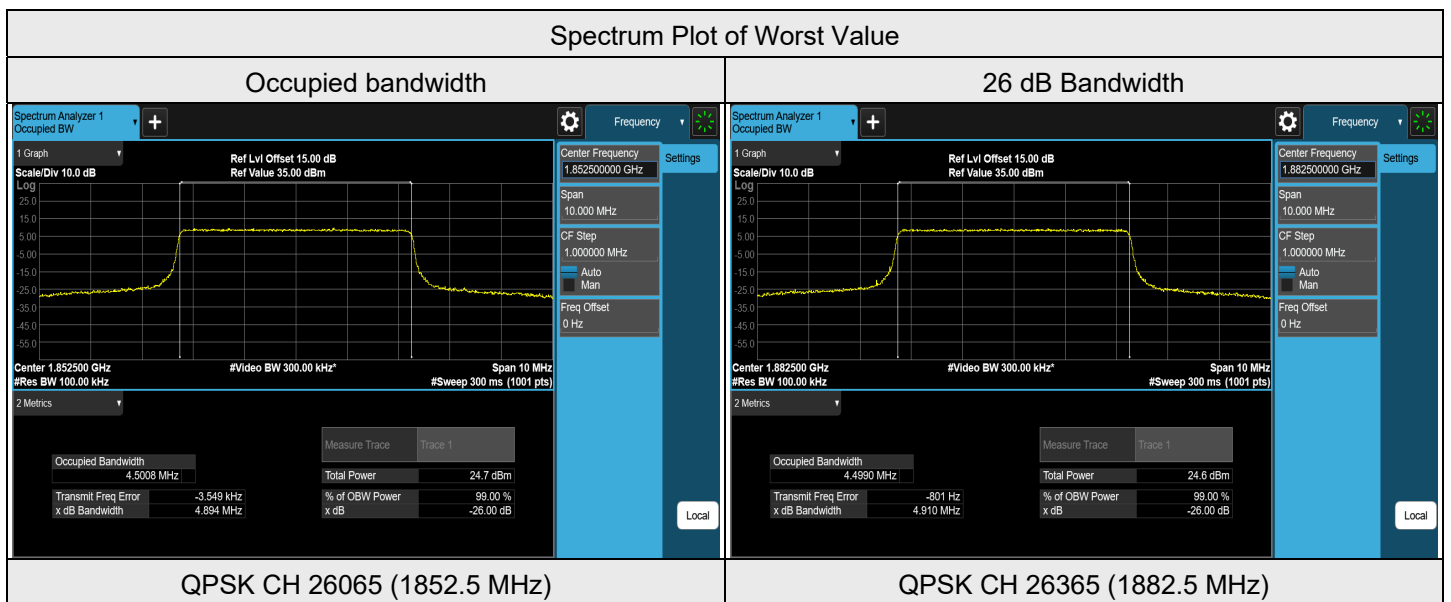 Spectrum Plot of Worst Value
Occupied bandwidth
26 dB Bandwidth
Spectrum Analyzer 1
Occupied BW
+
Frequency
1 Graph
Ref Lvl Offset 15.00 dB
Scale/Div 10.0 dB
Ref Value 35.00 dBm
Log
25.0
15.0
5.00
-5.00
-15.0
-25.0
-35.0
-45.0
-55.0
Center 1.852500 GHz
#Video BW 300.00 kHz*
Span 10 MHz
#Res BW 100.00 kHz
#Sweep 300 ms (1001 pts)
Center Frequency
1.852500000 GHz
Settings
Span
10.000 MHz
CF Step
1.000000 MHz
Auto
Man
Freq Offset
0 Hz
2 Metrics
Measure Trace Trace 1
Occupied Bandwidth
4.5008 MHz
Total Power 24.7 dBm
Transmit Freq Error -3.549 kHz
% of OBW Power 99.00 %
x dB Bandwidth 4.894 MHz
x dB -26.00 dB
Local
QPSK CH 26065 (1852.5 MHz)
Spectrum Analyzer 1
Occupied BW
+
Frequency
1 Graph
Ref Lvl Offset 15.00 dB
Scale/Div 10.0 dB
Ref Value 35.00 dBm
Log
25.0
15.0
5.00
-5.00
-15.0
-25.0
-35.0
-45.0
-55.0
Center 1.882500 GHz
#Video BW 300.00 kHz*
Span 10 MHz
#Res BW 100.00 kHz
#Sweep 300 ms (1001 pts)
Center Frequency
1.882500000 GHz
Settings
Span
10.000 MHz
CF Step
1.000000 MHz
Auto
Man
Freq Offset
0 Hz
2 Metrics
Measure Trace Trace 1
Occupied Bandwidth
4.4990 MHz
Total Power 24.6 dBm
Transmit Freq Error -801 Hz
% of OBW Power 99.00 %
x dB Bandwidth 4.910 MHz
x dB -26.00 dB
Local
QPSK CH 26365 (1882.5 MHz)